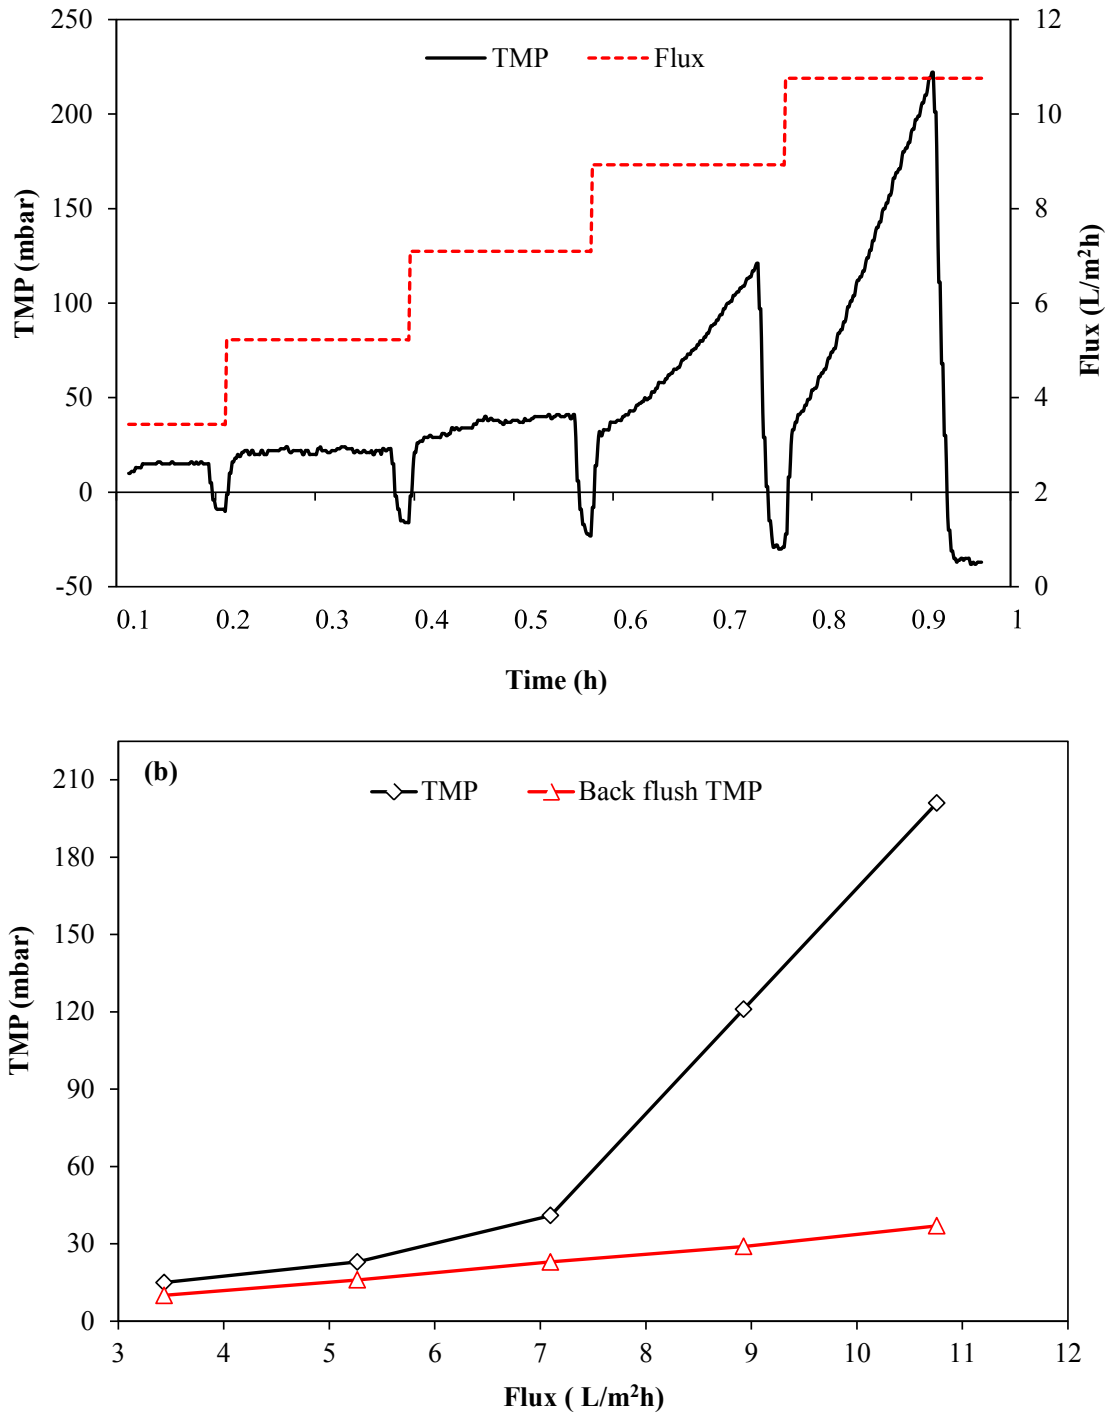 TMP
Flux
250
200
150
100
50
0
-50
TMP (mbar)
12
10
8
6
4
2
0
Flux (L/m²h)
0.1 0.2 0.3 0.4 0.5 0.6 0.7 0.8 0.9 1
Time (h)
(b)
TMP
Back flush TMP
210
180
150
120
90
60
30
0
TMP (mbar)
3 4 5 6 7 8 9 10 11 12
Flux ( L/m²h)